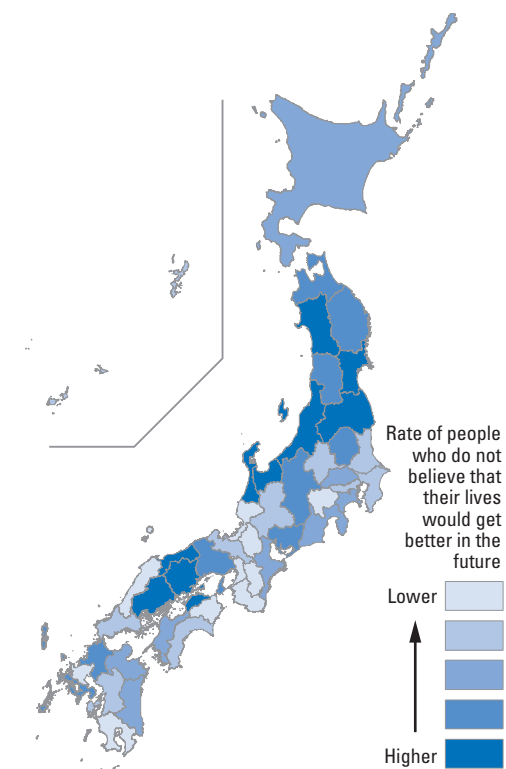 Rate of people
who do not
believe that
their lives
would get
better in the
future
Lower
Higher